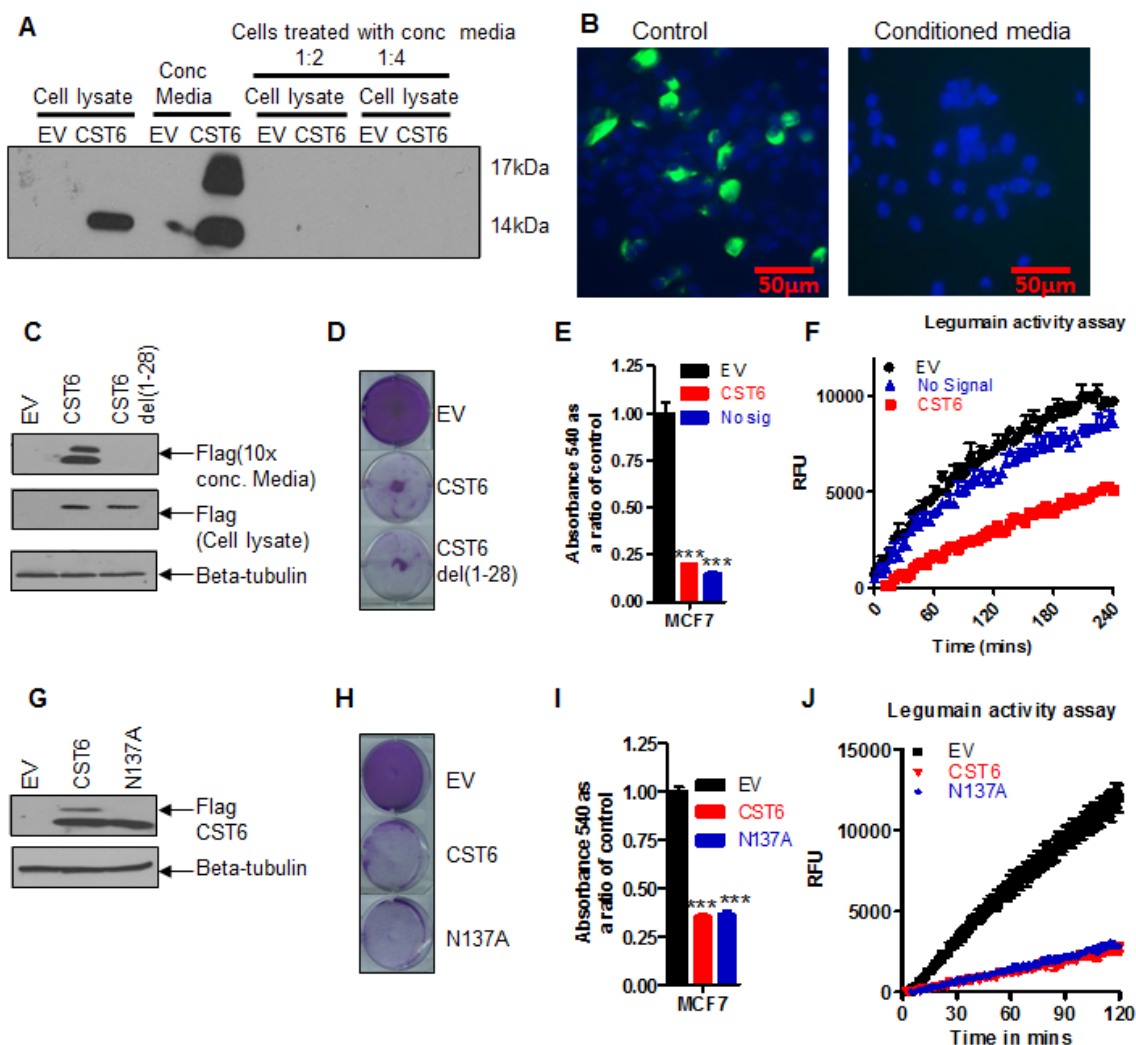 A
Cells treated with conc media
1:2 1:4
Conc
Media
Cell lysate Cell lysate Cell lysate
EV CST6 EV CST6 EV CST6 EV CST6
17kDa
14kDa
B
Control Conditioned media
50μm 50μm
C
EV CST6 CST6 del(1-28)
Flag(10x
conc. Media)
Flag
(Cell lysate)
Beta-tubulin
D
EV
CST6
CST6
del(1-28)
E
Absorbance 540 as
a ratio of control
1.25
1.00
0.75
0.50
0.25
0.00
EV
CST6
No sig
*** ***
MCF7
F
Legumain activity assay
EV
No Signal
CST6
RFU
10000
5000
0
0 60 120 180 240
Time (mins)
G
EV CST6 N137A
Flag
CST6
Beta-tubulin
H
EV
CST6
N137A
I
Absorbance 540 as
a ratio of control
1.25
1.00
0.75
0.50
0.25
0.00
EV
CST6
N137A
*** ***
MCF7
J
Legumain activity assay
EV
CST6
N137A
RFU
15000
10000
5000
0
0 30 60 90 120
Time in mins